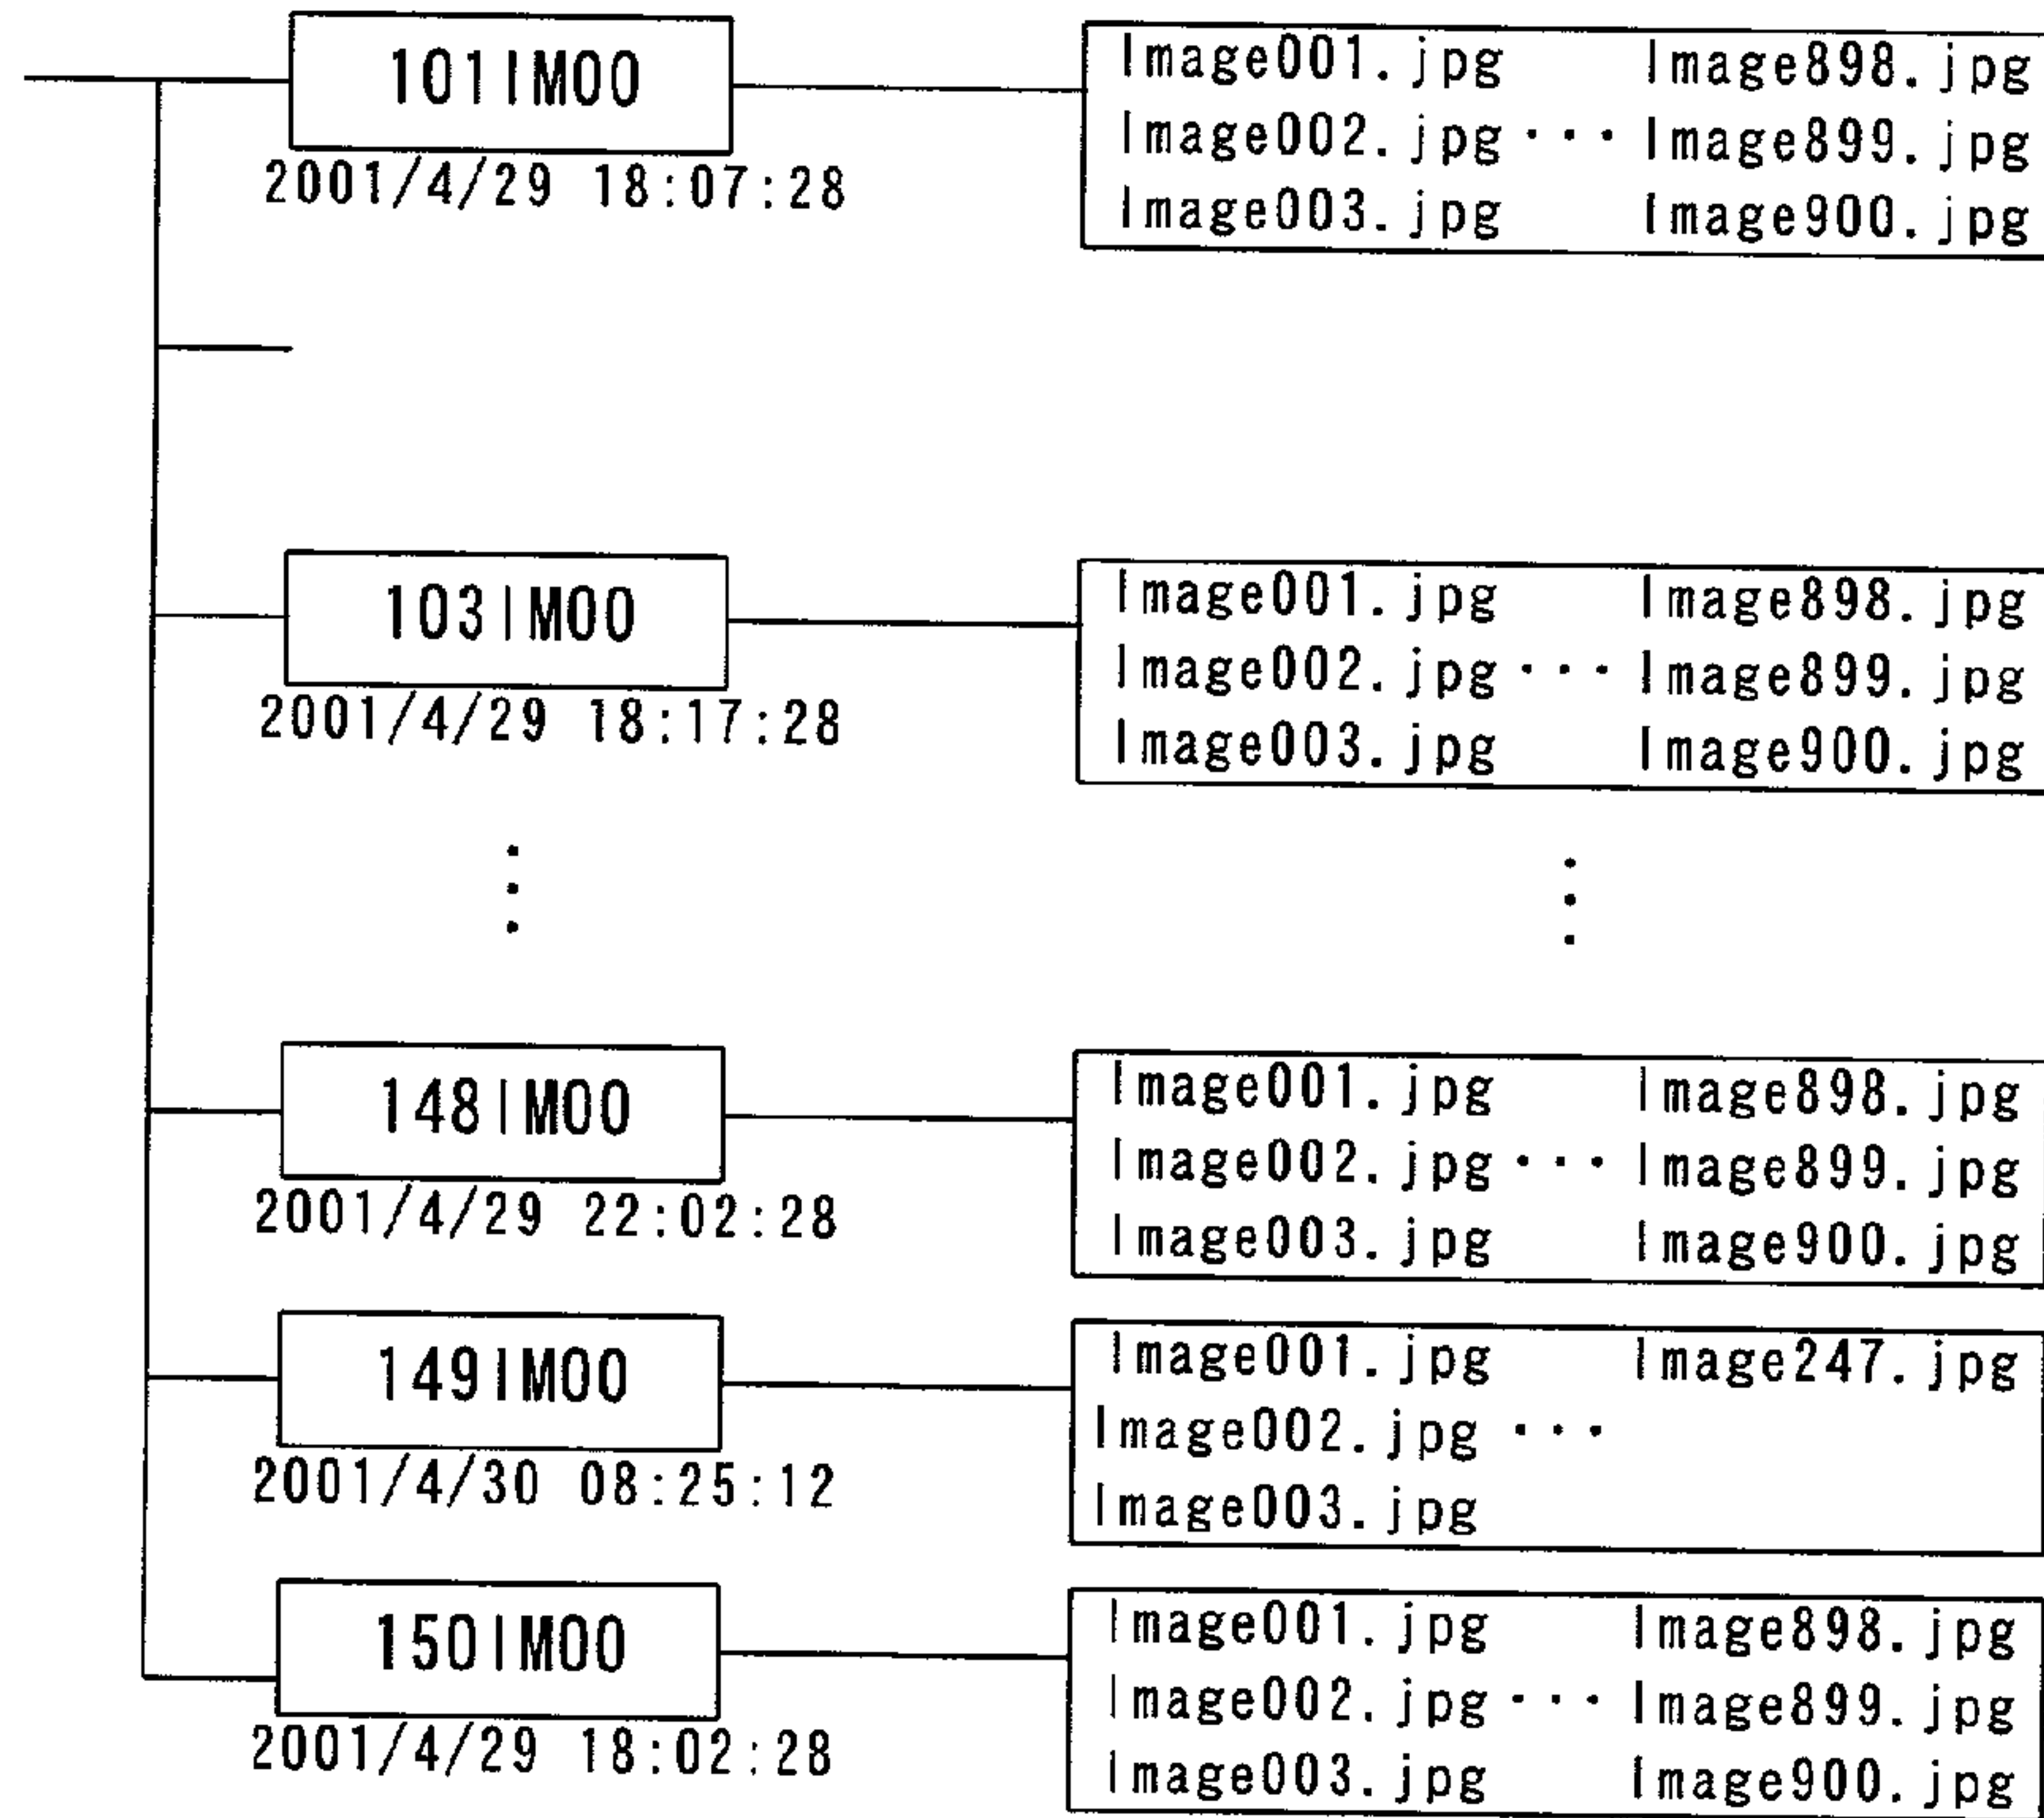 101IM00
2001/4/29 18:07:28
Image001.jpg Image898.jpg
Image002.jpg ··· Image899.jpg
Image003.jpg Image900.jpg
103IM00
2001/4/29 18:17:28
Image001.jpg Image898.jpg
Image002.jpg ··· Image899.jpg
Image003.jpg Image900.jpg
148IM00
2001/4/29 22:02:28
Image001.jpg Image898.jpg
Image002.jpg ··· Image899.jpg
Image003.jpg Image900.jpg
149IM00
2001/4/30 08:25:12
Image001.jpg Image247.jpg
Image002.jpg ···
Image003.jpg
150IM00
2001/4/29 18:02:28
Image001.jpg Image898.jpg
Image002.jpg ··· Image899.jpg
Image003.jpg Image900.jpg